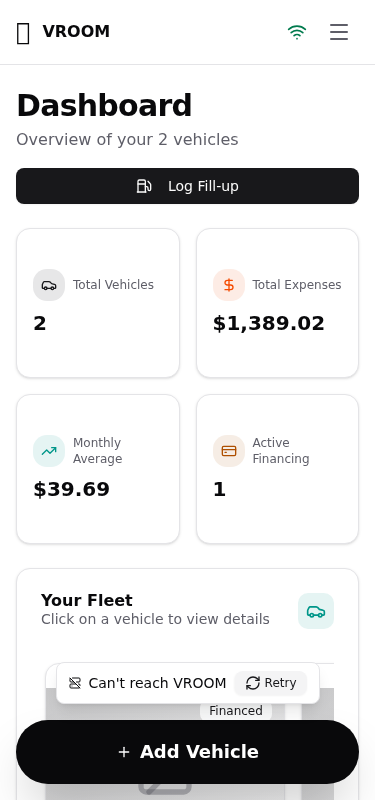 VROOM
Dashboard
Overview of your 2 vehicles
Log Fill-up
Total Vehicles
2
Total Expenses
$1,389.02
Monthly
Average
$39.69
Active
Financing
1
Your Fleet
Click on a vehicle to view details
Can't reach VROOM
Retry
Financed
+ Add Vehicle